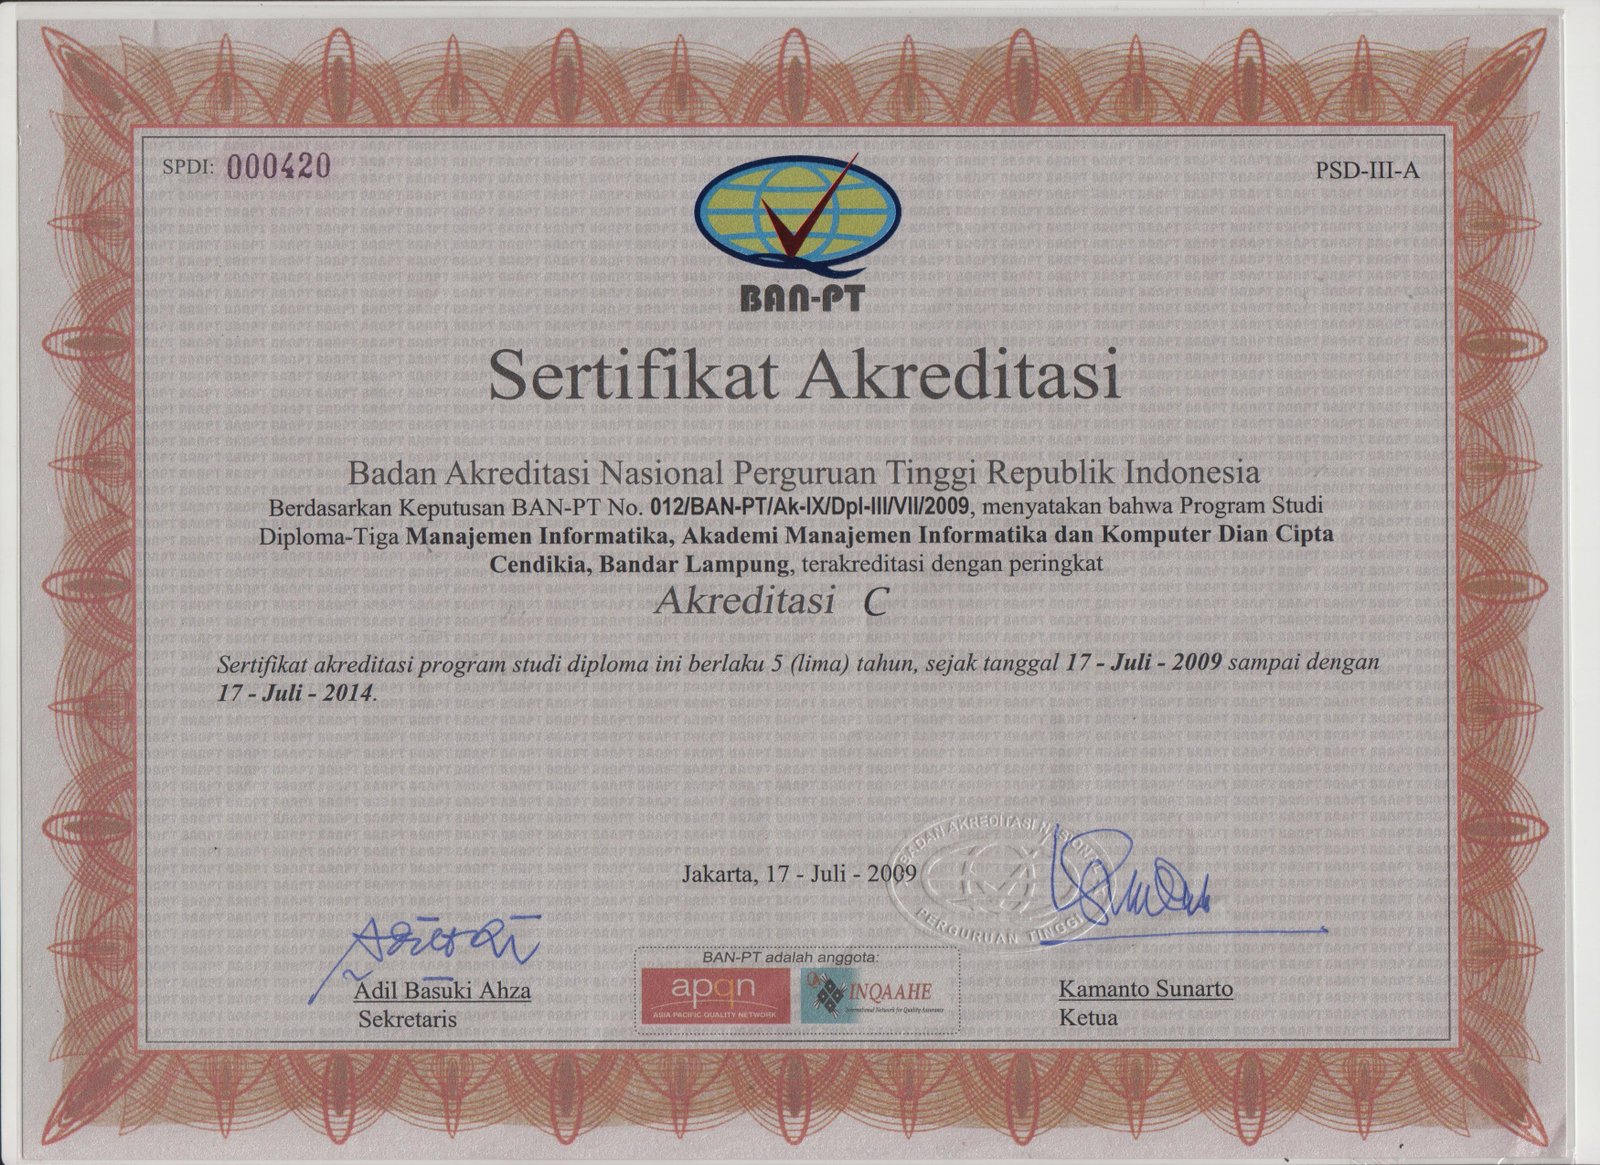 SPDI: 000420
PSD-III-A
BAN-PT
Sertifikat Akreditasi
Badan Akreditasi Nasional Perguruan Tinggi Republik Indonesia
Berdasarkan Keputusan BAN-PT No. 012/BAN-PT/Ak-IX/Dpl-III/VII/2009, menyatakan bahwa Program Studi
Diploma-Tiga Manajemen Informatika, Akademi Manajemen Informatika dan Komputer Dian Cipta
Cendikia, Bandar Lampung, terakreditasi dengan peringkat
Akreditasi C
Sertifikat akreditasi program studi diploma ini berlaku 5 (lima) tahun, sejak tanggal 17 - Juli - 2009 sampai dengan
17 - Juli - 2014.
BADAN AKREDITASI NASIONAL
PERGURUAN TINGGI
Jakarta, 17 - Juli - 2009
Adil Basuki Ahza
Sekretaris
BAN-PT adalah anggota:
apqn
ASIA PACIFIC QUALITY NETWORK
INQAAHE
International Network for Quality Assurance
Kamanto Sunarto
Ketua